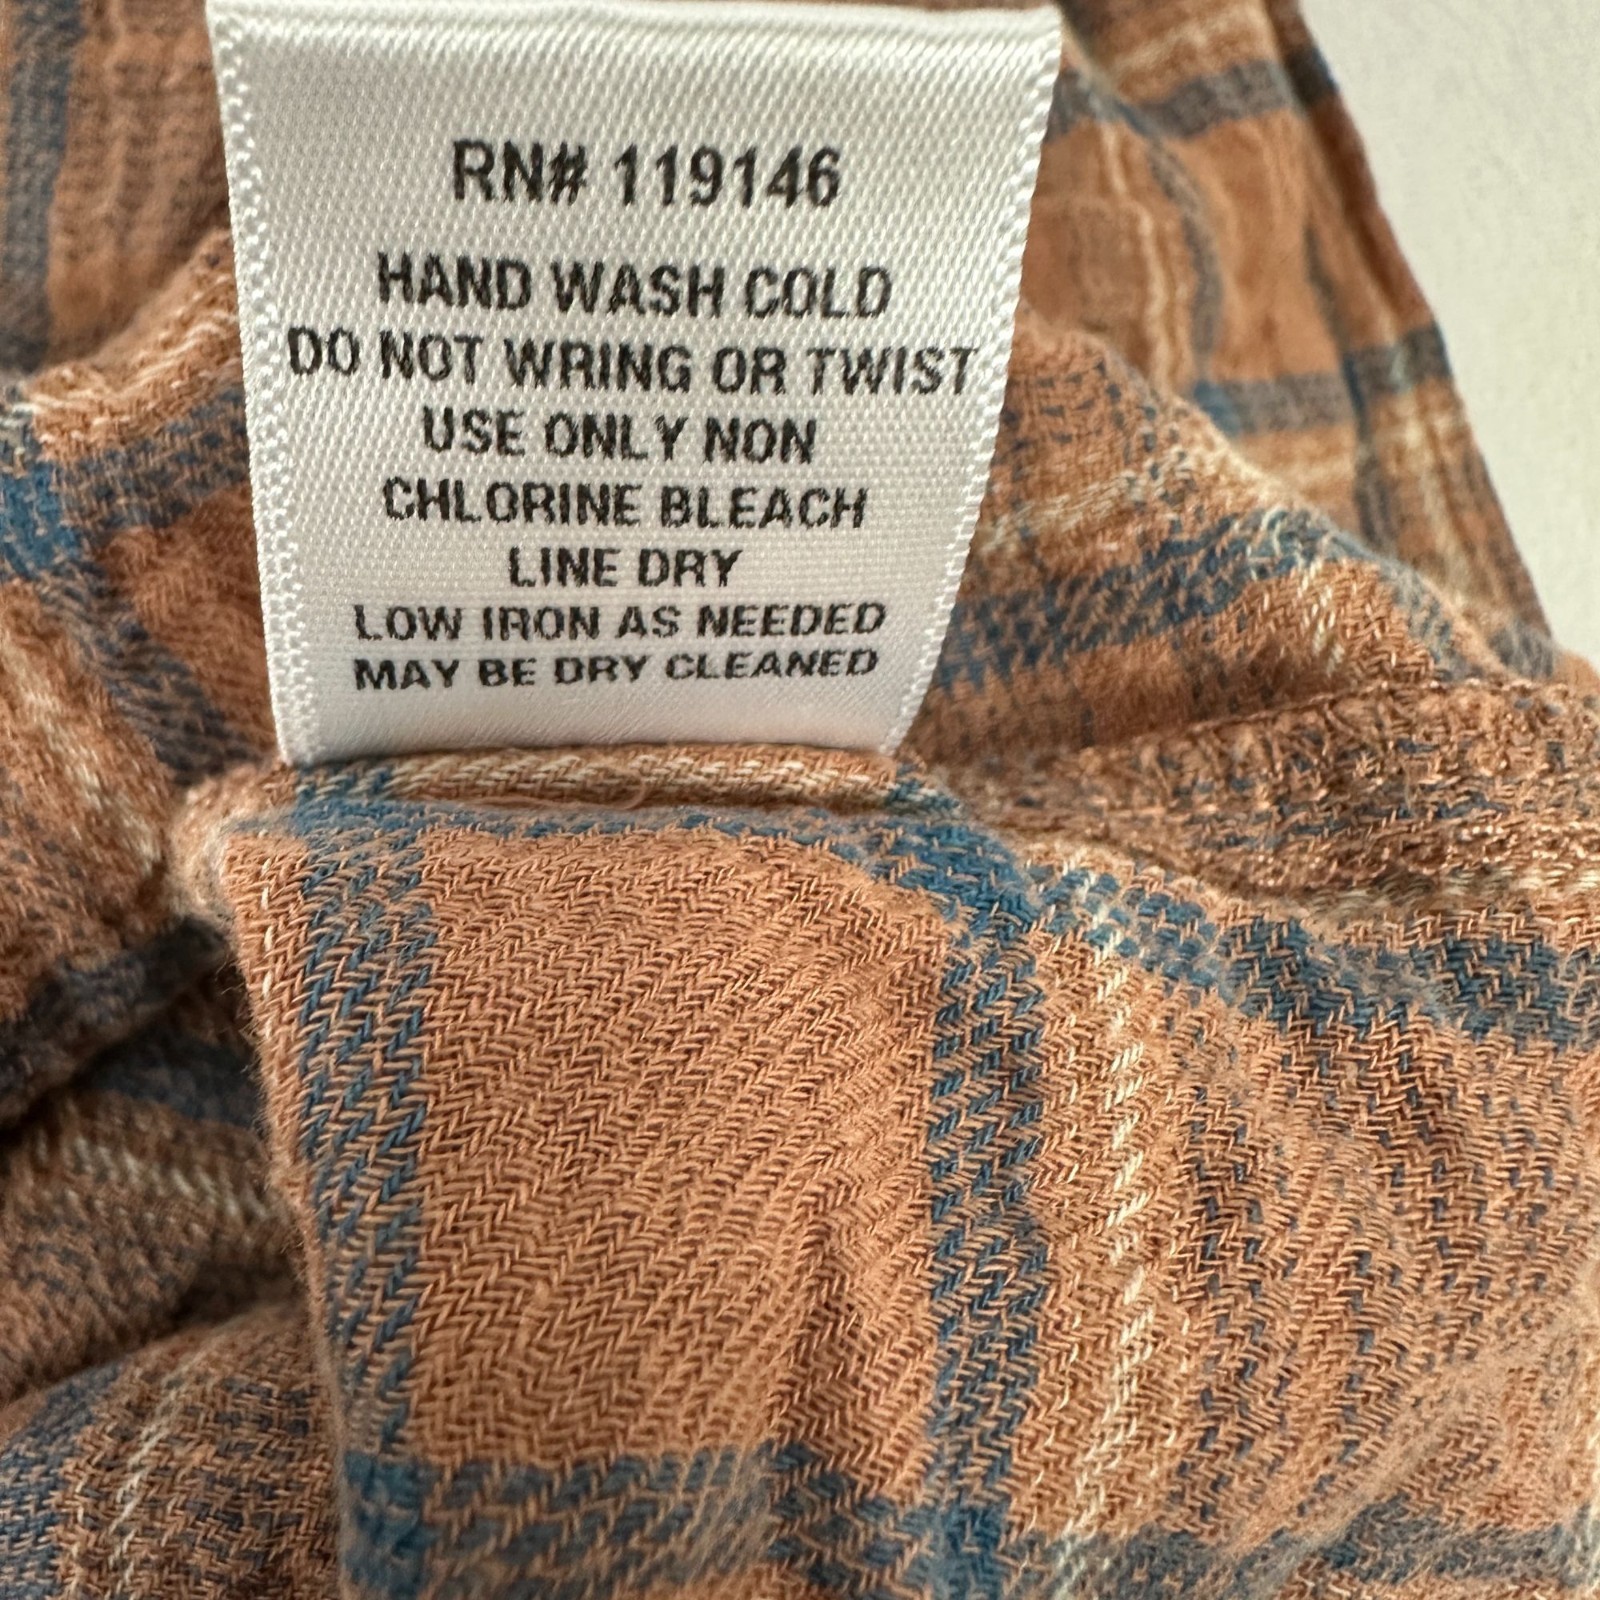 RN# 119146
HAND WASH COLD
DO NOT WRING OR TWIST
USE ONLY NON
CHLORINE BLEACH
LINE DRY
LOW IRON AS NEEDED
MAY BE DRY CLEANED